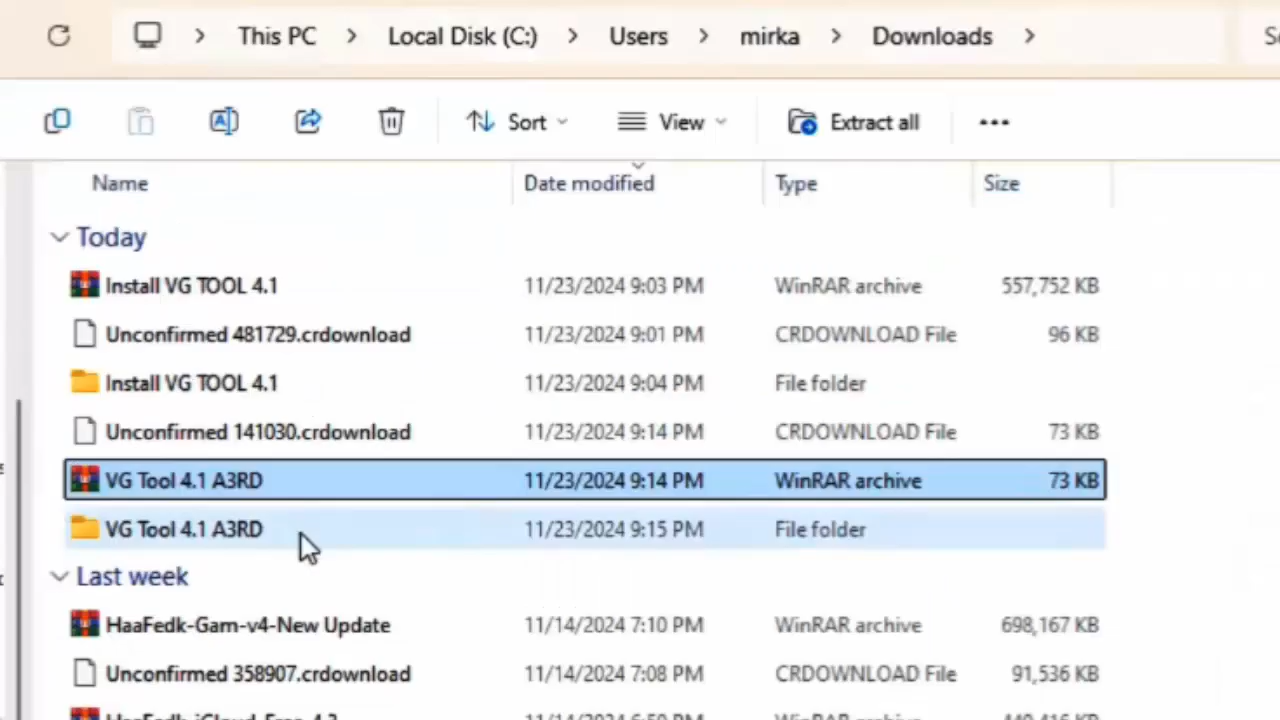 This PC > Local Disk (C:) > Users > mirka > Downloads >
Sort View Extract all
Name Date modified Type Size
Today
Install VG TOOL 4.1 11/23/2024 9:03 PM WinRAR archive 557,752 KB
Unconfirmed 481729.crdownload 11/23/2024 9:01 PM CRDOWNLOAD File 96 KB
Install VG TOOL 4.1 11/23/2024 9:04 PM File folder
Unconfirmed 141030.crdownload 11/23/2024 9:14 PM CRDOWNLOAD File 73 KB
VG Tool 4.1 A3RD 11/23/2024 9:14 PM WinRAR archive 73 KB
VG Tool 4.1 A3RD 11/23/2024 9:15 PM File folder
Last week
HaaFedk-Gam-v4-New Update 11/14/2024 7:10 PM WinRAR archive 698,167 KB
Unconfirmed 358907.crdownload 11/14/2024 7:08 PM CRDOWNLOAD File 91,536 KB